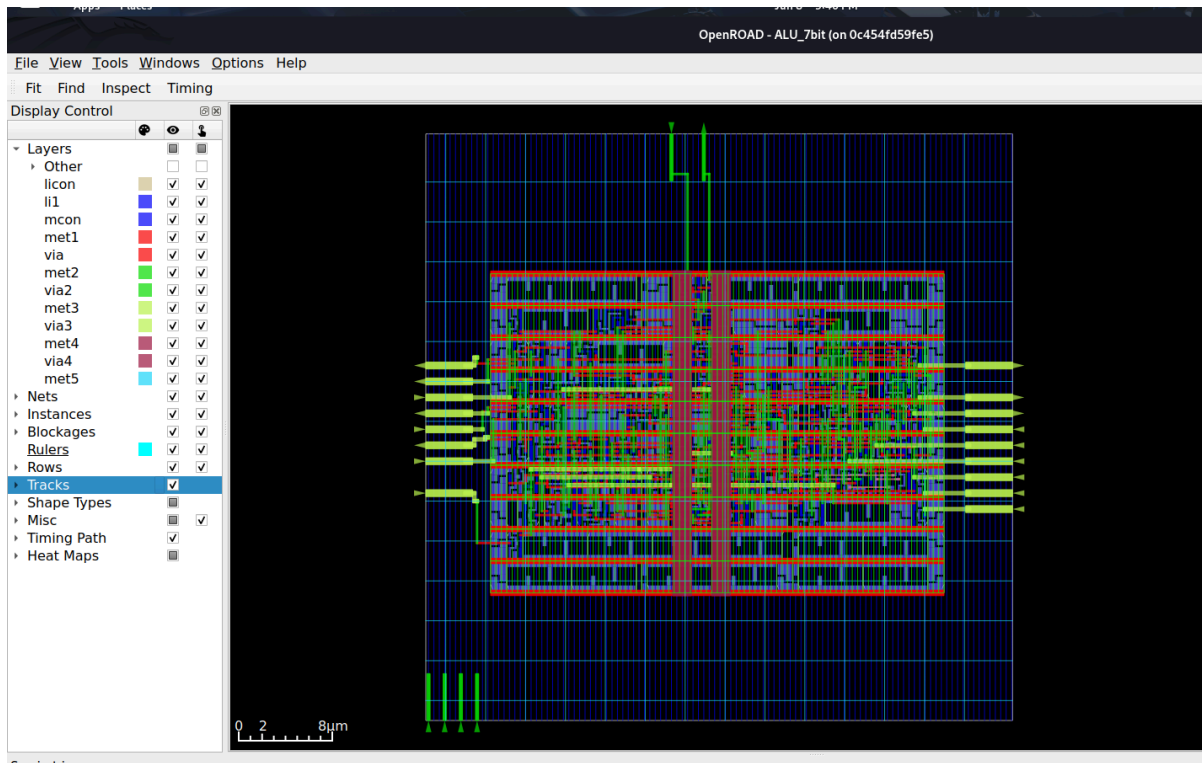 Apps Places
OpenROAD - ALU_7bit (on 0c454fd59fe5)
File View Tools Windows Options Help
Fit Find Inspect Timing
Display Control
Layers
Other
licon
li1
mcon
met1
via
met2
via2
met3
via3
met4
via4
met5
Nets
Instances
Blockages
Rulers
Rows
Tracks
Shape Types
Misc
Timing Path
Heat Maps
0 2 8μm